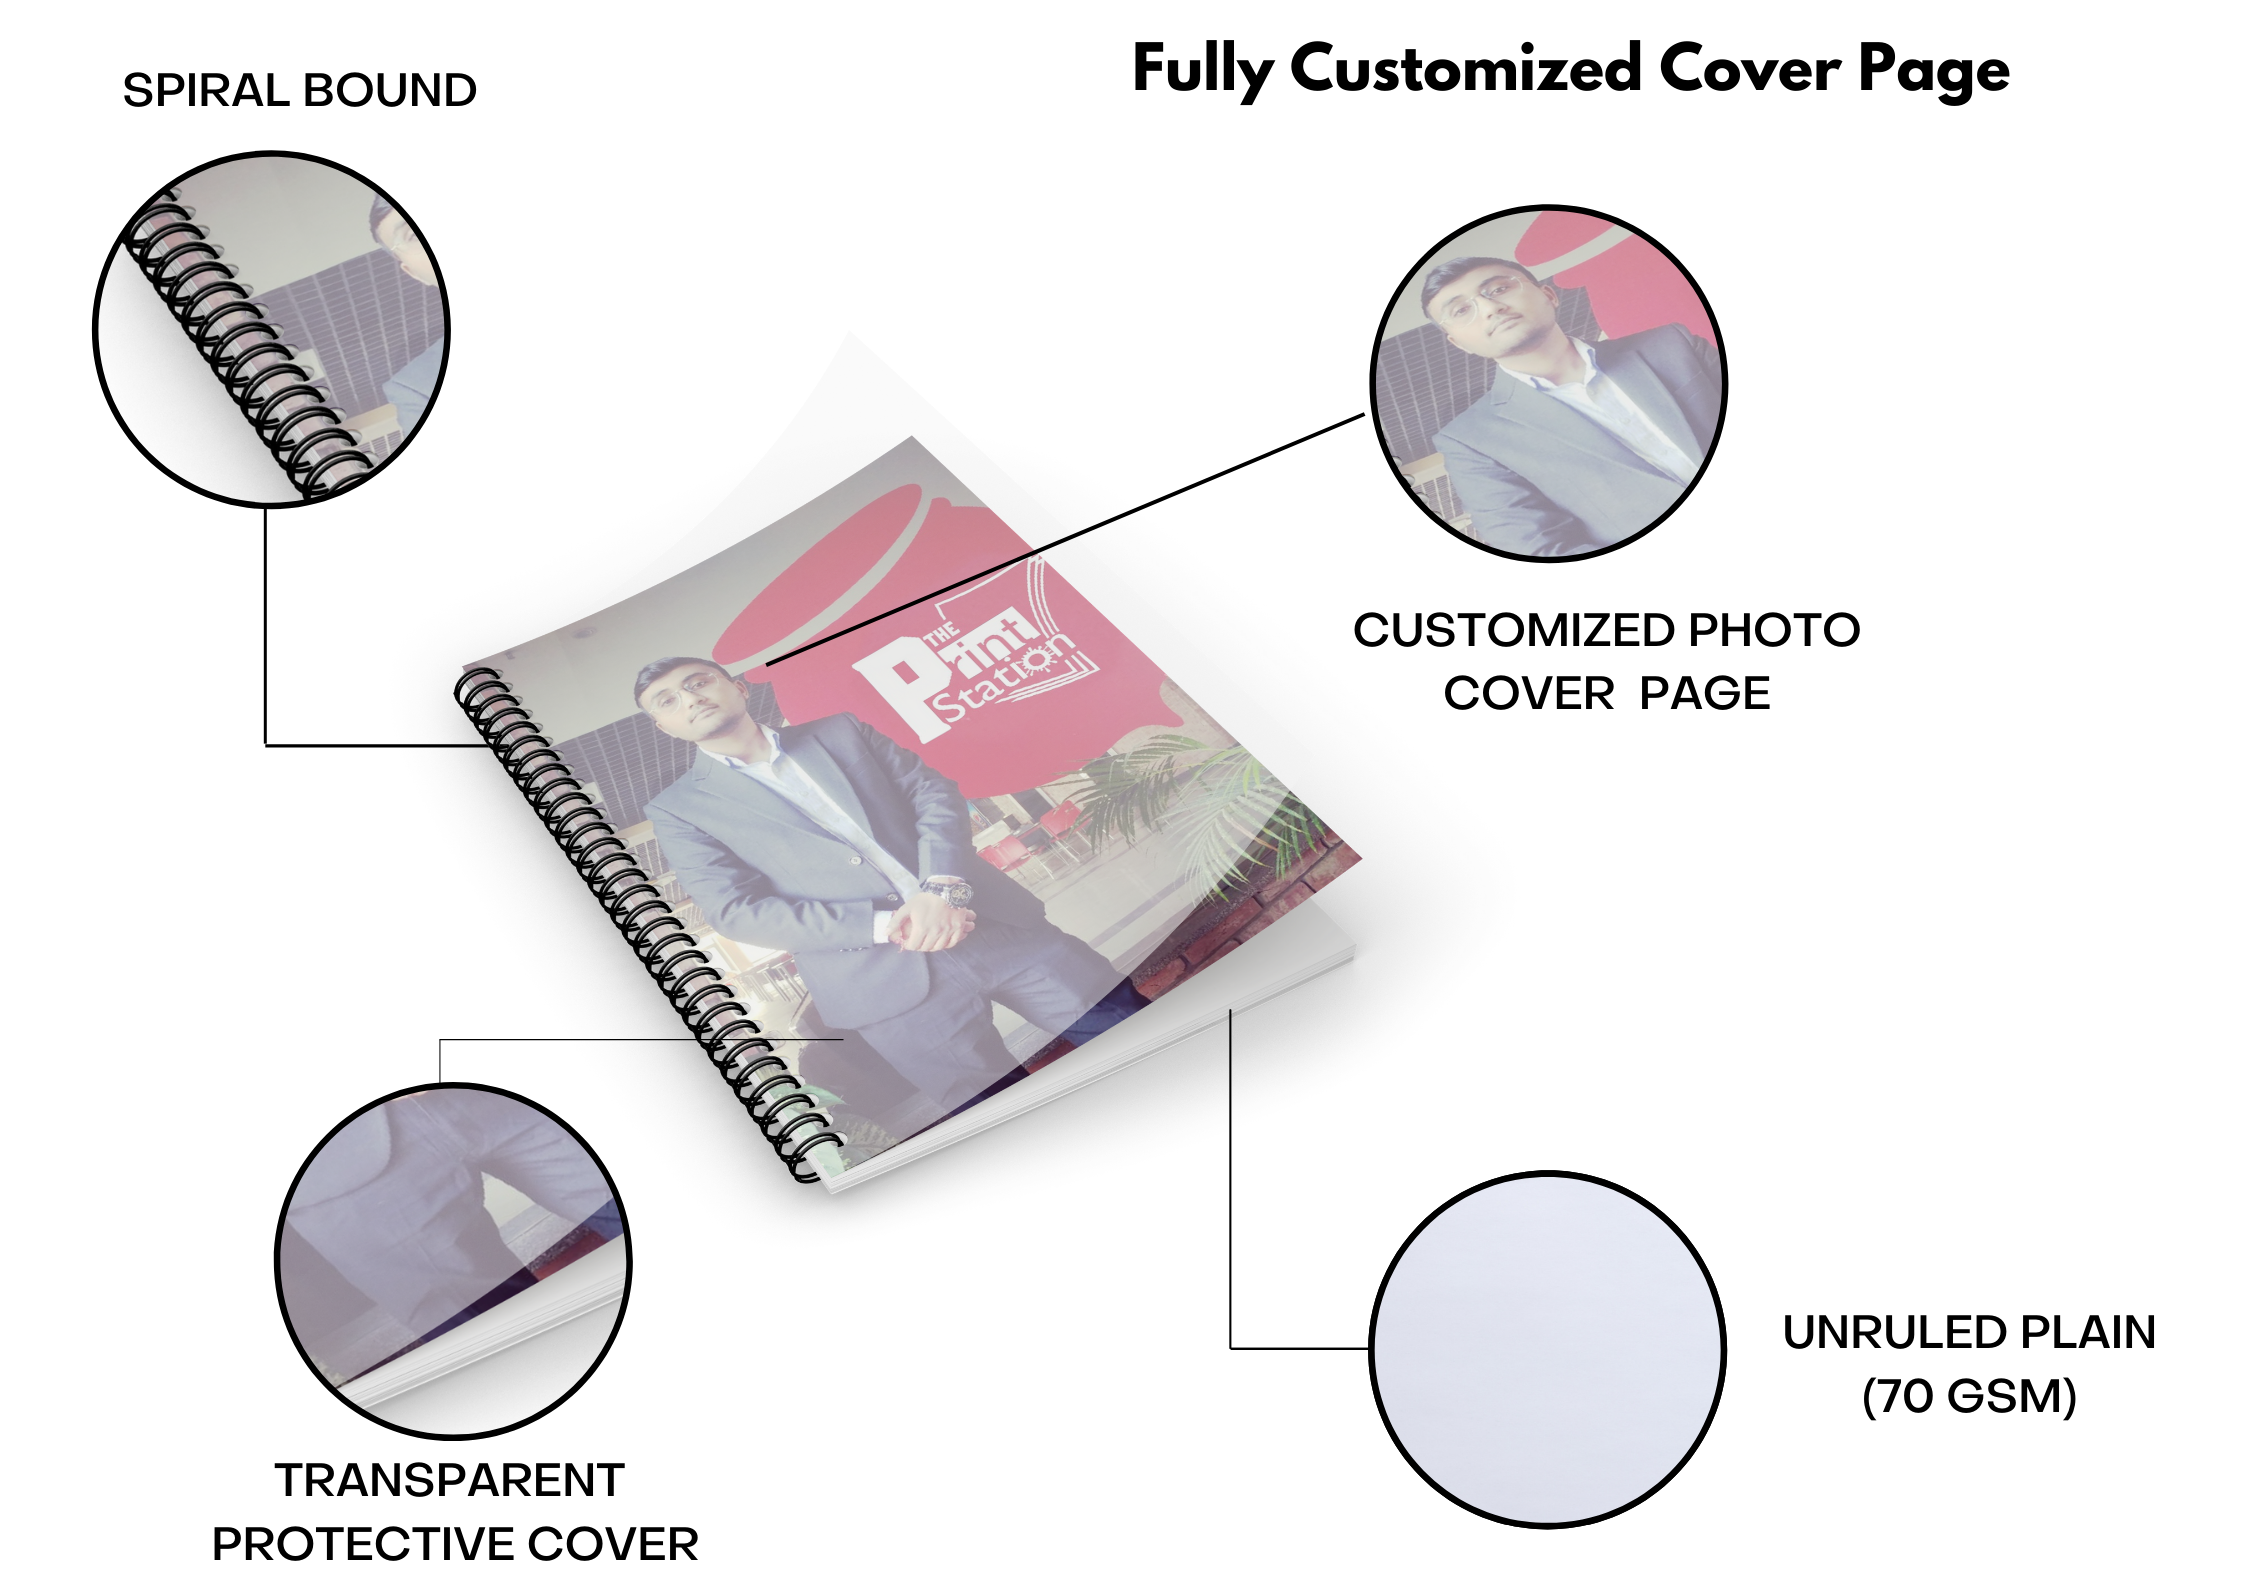 Fully Customized Cover Page
SPIRAL BOUND
CUSTOMIZED PHOTO
COVER PAGE
THE
Print
Station
TRANSPARENT
PROTECTIVE COVER
UNRULED PLAIN
(70 GSM)